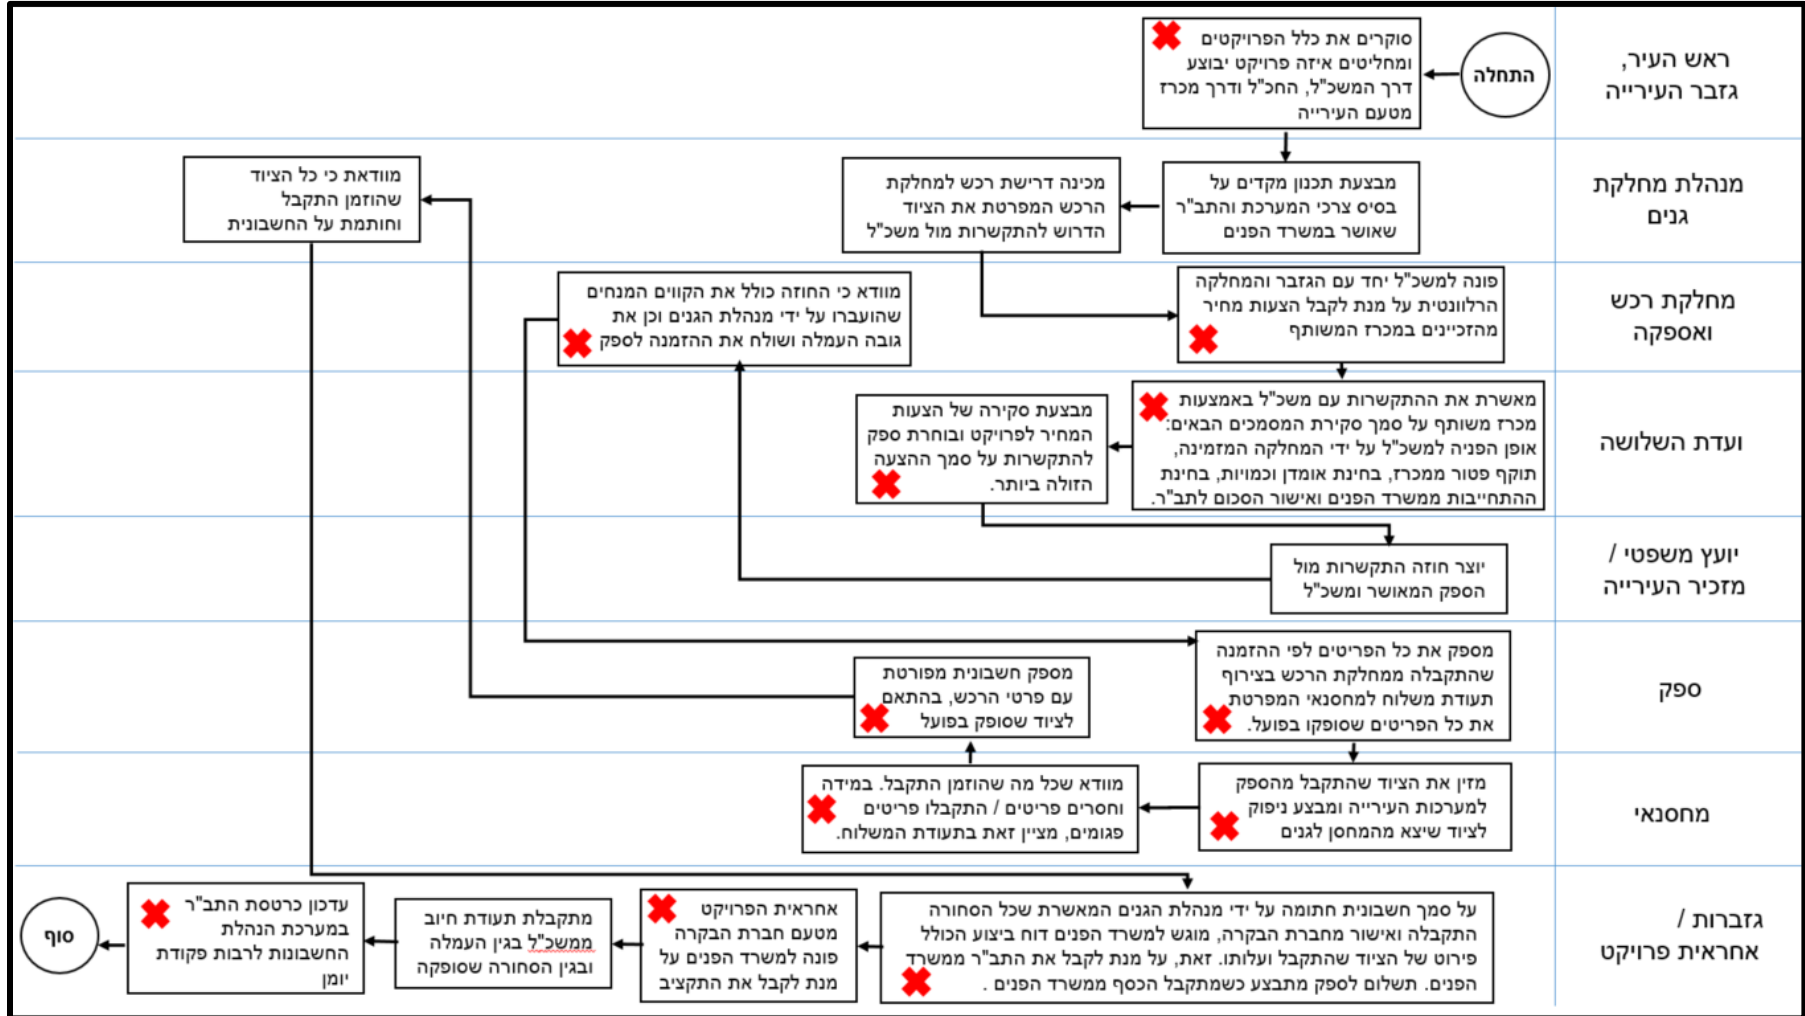 ראש העיר,
גזבר העירייה
התחלה
סוקרים את כלל הפרויקטים
ומחליטים איזה פרויקט יבוצע
דרך המשכ"ל, החכ"ל ודרך מכרז
מטעם העירייה
מנהלת מחלקת
גנים
מבצעת תכנון מקדים על
בסיס צרכי המערכת והתב"ר
שאושר במשרד הפנים
מכינה דרישת רכש למחלקת
הרכש המפרטת את הציוד
הדרוש להתקשרות מול משכ"ל
מוודאת כי כל הציוד
שהוזמן התקבל
וחותמת על החשבונית
מחלקת רכש
ואספקה
פונה למשכ"ל יחד עם הגזבר והמחלקה
הרלוונטית על מנת לקבל הצעות מחיר
מהזכיינים במכרז המשותף
מוודא כי החוזה כולל את הקווים המנחים
שהועברו על ידי מנהלת הגנים וכן את
גובה העמלה ושולח את ההזמנה לספק
ועדת השלושה
מאשרת את ההתקשרות עם משכ"ל באמצעות
מכרז משותף על סמך סקירת המסמכים הבאים:
אופן הפניה למשכ"ל על ידי המחלקה המזמינה,
תוקף פטור ממכרז, בחינת אומדן וכמויות, בחינת
ההתחייבות ממשרד הפנים ואישור הסכום לתב"ר.
מבצעת סקירה של הצעות
המחיר לפרויקט ובוחרת ספק
להתקשרות על סמך ההצעה
הזולה ביותר.
יועץ משפטי /
מזכיר העירייה
יוצר חוזה התקשרות מול
הספק המאושר ומשכ"ל
ספק
מספק את כל הפריטים לפי ההזמנה
שהתקבלה ממחלקת הרכש בצירוף
תעודת משלוח למחסנאי המפרטת
את כל הפריטים שסופקו בפועל.
מספק חשבונית מפורטת
עם פרטי הרכש, בהתאם
לציוד שסופק בפועל
מחסנאי
מזין את הציוד שהתקבל מהספק
למערכות העירייה ומבצע ניפוק
לציוד שיצא מהמחסן לגנים
מוודא שכל מה שהוזמן התקבל. במידה
וחסרים פריטים / התקבלו פריטים
פגומים, מציין זאת בתעודת המשלוח.
גזברות /
אחראית פרויקט
על סמך חשבונית חתומה על ידי מנהלת הגנים המאשרת שכל הסחורה
התקבלה ואישור מחברת הבקרה, מוגש למשרד הפנים דוח ביצוע הכולל
פירוט של הציוד שהתקבל ועלותו. זאת, על מנת לקבל את התב"ר ממשרד
הפנים. תשלום לספק מתבצע כשמתקבל הכסף ממשרד הפנים .
אחראית הפרויקט
מטעם חברת הבקרה
פונה למשרד הפנים על
מנת לקבל את התקציב
מתקבלת תעודת חיוב
ממשכ"ל בגין העמלה
ובגין הסחורה שסופקה
עדכון כרטסת התב"ר
במערכת הנהלת
החשבונות לרבות פקודת
יומן
סוף